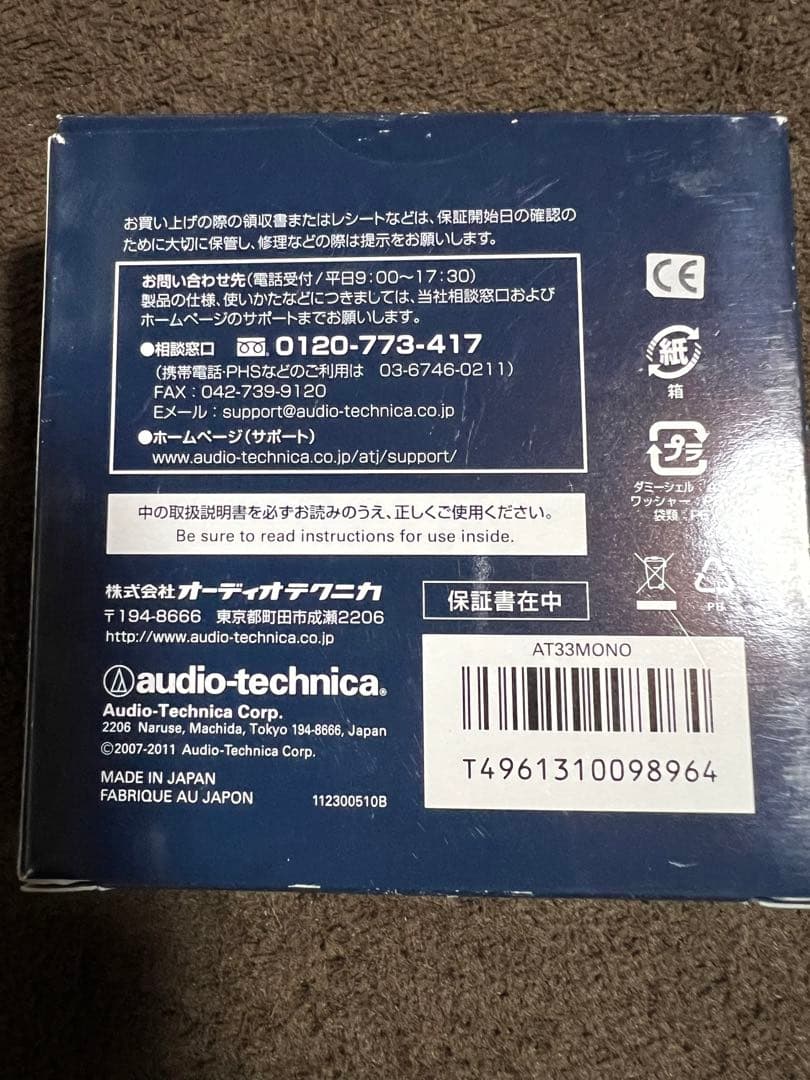 お買い上げの際の領収書またはレシートなどは、保証開始日の確認の
ために大切に保管し、修理などの際は提示をお願いします。
お問い合わせ先(電話受付/平日9:00〜17:30)
製品の仕様、使いかたなどにつきましては、当社相談窓口および
ホームページのサポートまでお願いします。
●相談窓口 0120-773-417
(携帯電話・PHSなどのご利用は 03-6746-0211)
FAX:042-739-9120
Eメール:support@audio-technica.co.jp
●ホームページ(サポート)
www.audio-technica.co.jp/atj/support/
CE
紙
箱
プラ
ダミーシェル:
ワッシャー:
袋類:
中の取扱説明書を必ずお読みのうえ、正しくご使用ください。
Be sure to read instructions for use inside.
株式会社オーディオテクニカ
〒194-8666 東京都町田市成瀬2206
http://www.audio-technica.co.jp
保証書在中
audio-technica®
Audio-Technica Corp.
2206 Naruse, Machida, Tokyo 194-8666, Japan
©2007-2011 Audio-Technica Corp.
MADE IN JAPAN
FABRIQUE AU JAPON 112300510B
AT33MONO
T4961310098964